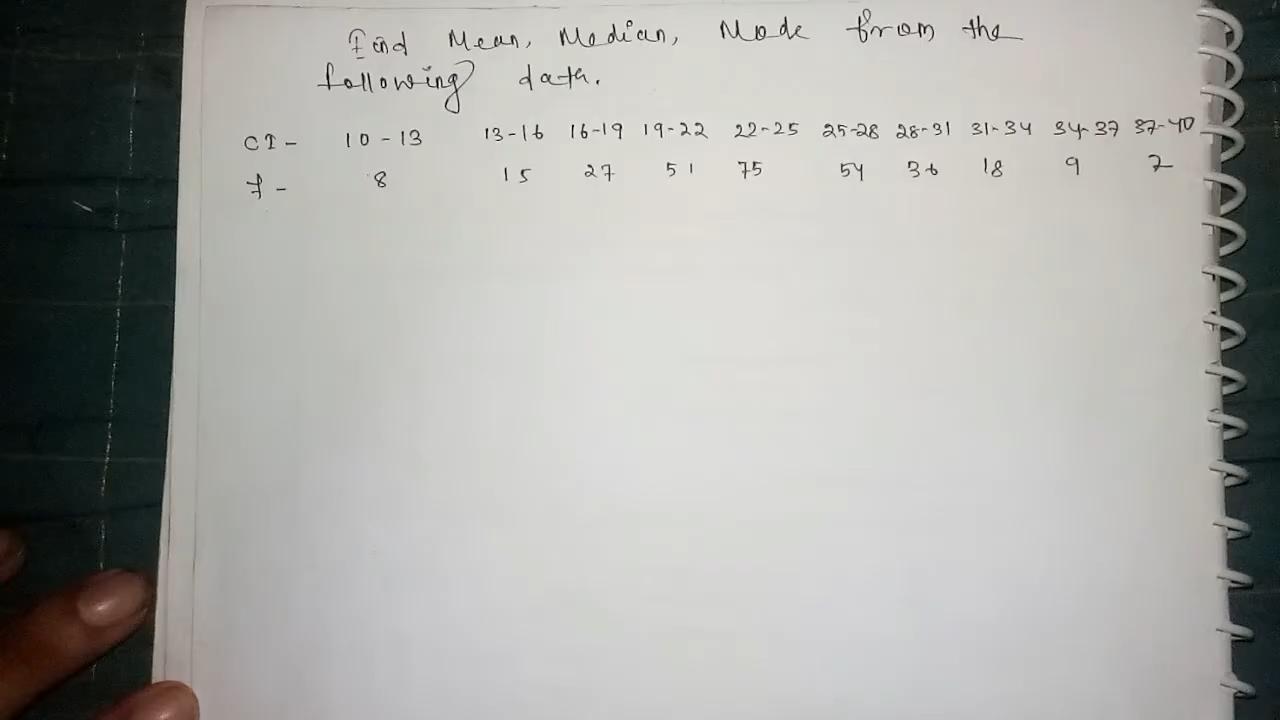 Find Mean, Median, Mode from the
following data.
CI - 10-13 13-16 16-19 19-22 22-25 25-28 28-31 31-34 34-37 37-40
f - 8 15 27 51 75 54 36 18 9 7